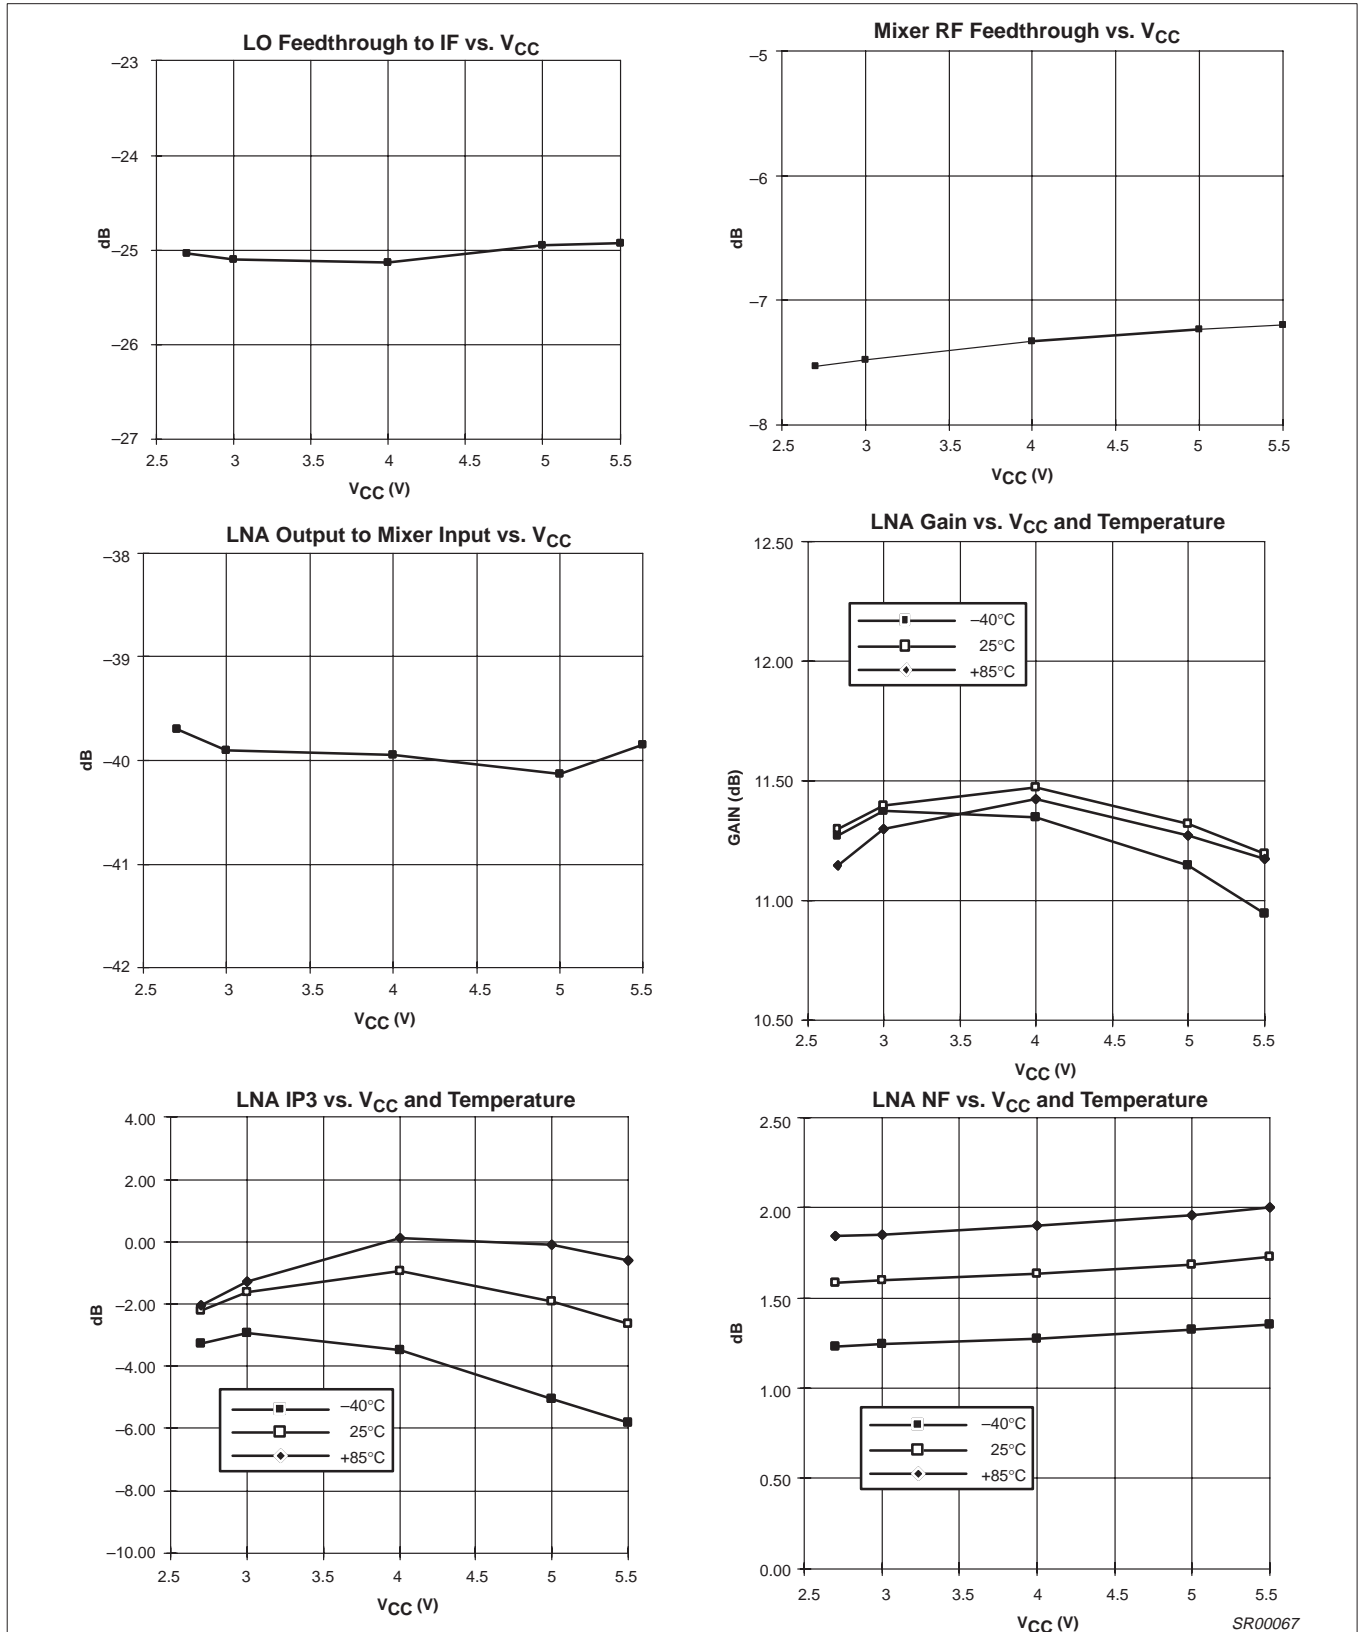 LO Feedthrough to IF vs. VCC
–23
–24
–25
–26
–27
dB
2.5 3 3.5 4 4.5 5 5.5
VCC (V)
Mixer RF Feedthrough vs. VCC
–5
–6
–7
–8
dB
2.5 3 3.5 4 4.5 5 5.5
VCC (V)
LNA Output to Mixer Input vs. VCC
–38
–39
–40
–41
–42
dB
2.5 3 3.5 4 4.5 5 5.5
VCC (V)
LNA Gain vs. VCC and Temperature
12.50
12.00
11.50
11.00
10.50
GAIN (dB)
–40°C
25°C
+85°C
2.5 3 3.5 4 4.5 5 5.5
VCC (V)
LNA IP3 vs. VCC and Temperature
4.00
2.00
0.00
–2.00
–4.00
–6.00
–8.00
–10.00
dB
–40°C
25°C
+85°C
2.5 3 3.5 4 4.5 5 5.5
VCC (V)
LNA NF vs. VCC and Temperature
2.50
2.00
1.50
1.00
0.50
0.00
dB
–40°C
25°C
+85°C
2.5 3 3.5 4 4.5 5 5.5
VCC (V)
SR00067